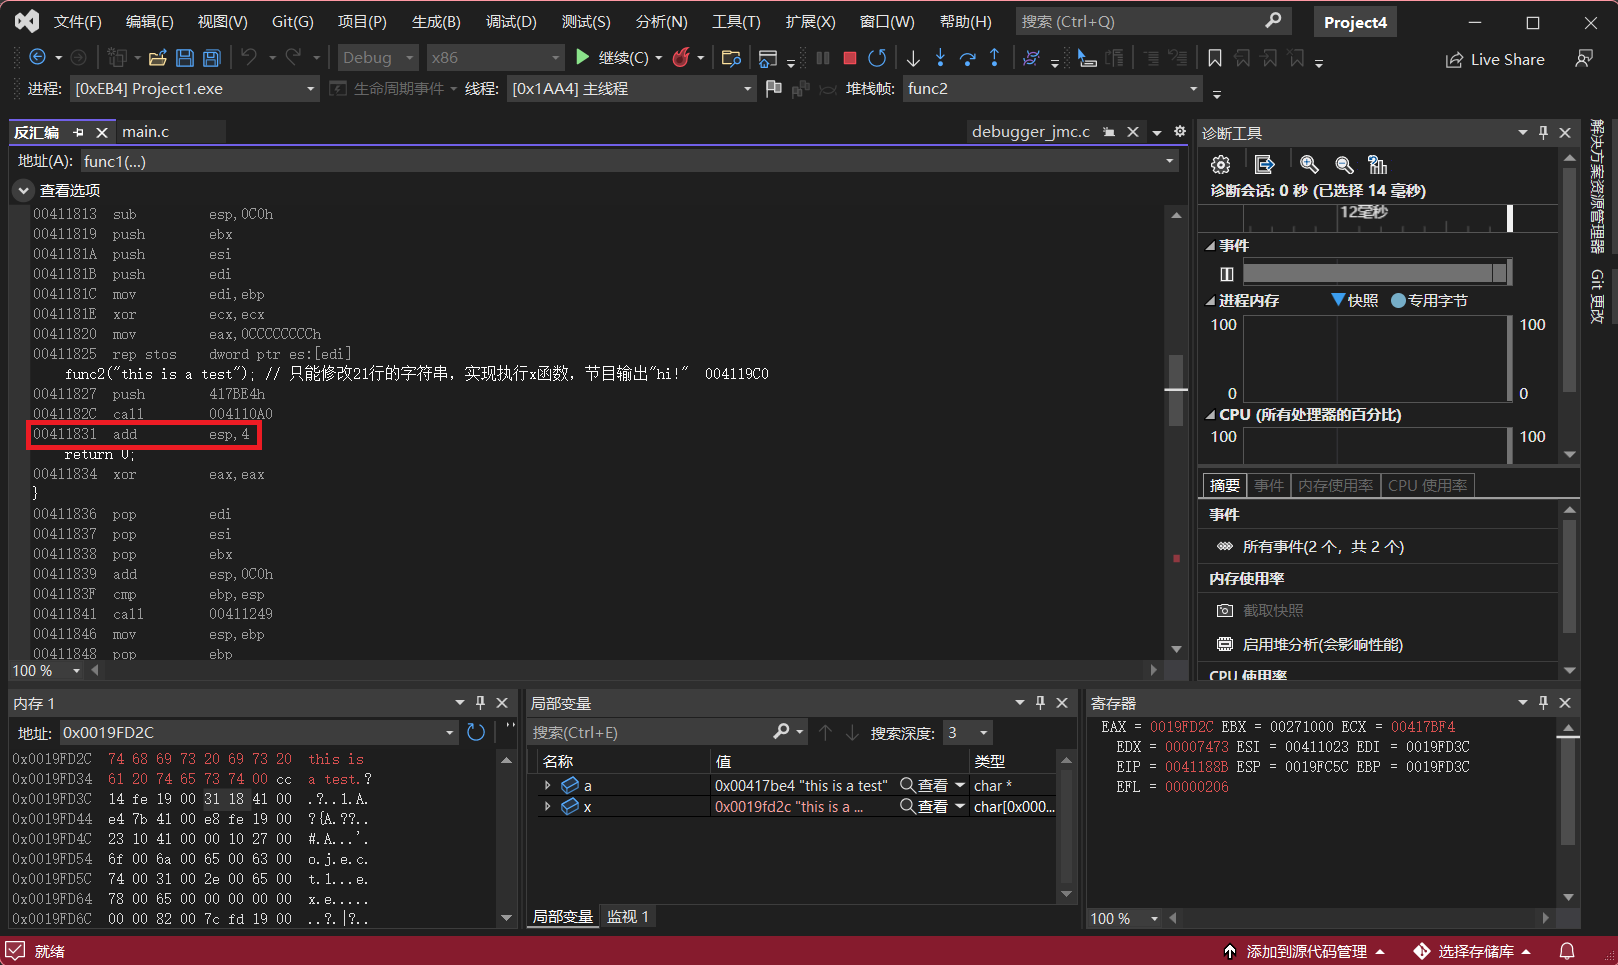 文件(F) 编辑(E) 视图(V) Git(G) 项目(P) 生成(B) 调试(D) 测试(S) 分析(N) 工具(T) 扩展(X) 窗口(W) 帮助(H) 搜索 (Ctrl+Q) Project4
Debug x86 继续(C) Live Share
进程: [0xEB4] Project1.exe 生命周期事件 线程: [0x1AA4] 主线程 堆栈帧: func2
反汇编 main.c debugger_jmc.c
地址(A): func1(...)
查看选项
00411813 sub esp,0C0h
00411819 push ebx
0041181A push esi
0041181B push edi
0041181C mov edi,ebp
0041181E xor ecx,ecx
00411820 mov eax,0CCCCCCCCh
00411825 rep stos dword ptr es:[edi]
func2("this is a test"); // 只能修改21行的字符串，实现执行x函数，节目输出"hi!" 004119C0
00411827 push 417BE4h
0041182C call 004110A0
00411831 add esp,4
return 0;
00411834 xor eax,eax
}
00411836 pop edi
00411837 pop esi
00411838 pop ebx
00411839 add esp,0C0h
0041183F cmp ebp,esp
00411841 call 00411249
00411846 mov esp,ebp
00411848 pop ebp
100 %
诊断工具
诊断会话: 0 秒 (已选择 14 毫秒)
12毫秒
事件
进程内存 快照 专用字节
100 100
0 0
CPU (所有处理器的百分比)
100 100
摘要 事件 内存使用率 CPU 使用率
事件
所有事件(2 个，共 2 个)
内存使用率
截取快照
启用堆分析(会影响性能)
CPU 使用率
解决方案资源管理器
Git 更改
内存 1
地址: 0x0019FD2C
0x0019FD2C 74 68 69 73 20 69 73 20 this is
0x0019FD34 61 20 74 65 73 74 00 cc a test.?
0x0019FD3C 14 fe 19 00 31 18 41 00 .?..1.A.
0x0019FD44 e4 7b 41 00 e8 fe 19 00 ?{A.??..
0x0019FD4C 23 10 41 00 00 10 27 00 #.A...'.
0x0019FD54 6f 00 6a 00 65 00 63 00 o.j.e.c.
0x0019FD5C 74 00 31 00 2e 00 65 00 t.1...e.
0x0019FD64 78 00 65 00 00 00 00 00 x.e.....
0x0019FD6C 00 00 82 00 7c fd 19 00 ..?.|?..
局部变量
搜索(Ctrl+E) 搜索深度: 3
名称 值 类型
a 0x00417be4 "this is a test" 查看 char *
x 0x0019fd2c "this is a ... 查看 char[0x000...
局部变量 监视 1
寄存器
EAX = 0019FD2C EBX = 00271000 ECX = 00417BF4
EDX = 00007473 ESI = 00411023 EDI = 0019FD3C
EIP = 0041188B ESP = 0019FC5C EBP = 0019FD3C
EFL = 00000206
100 %
就绪 添加到源代码管理 选择存储库